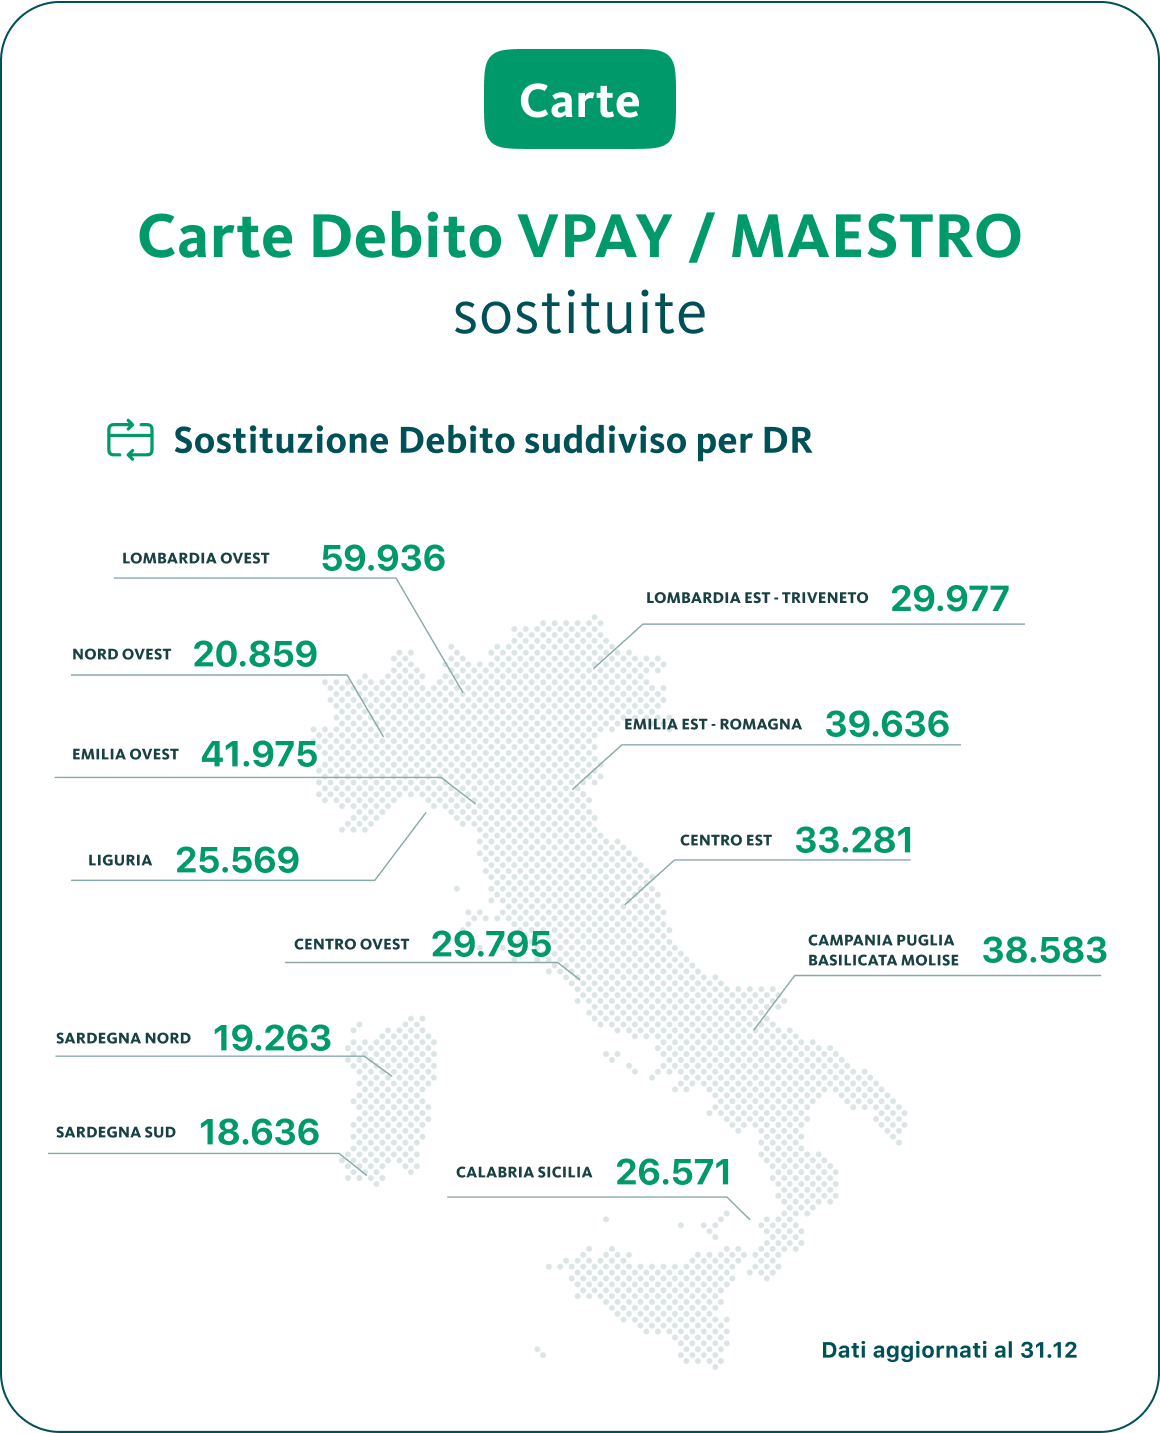 Carte
Carte Debito VPAY / MAESTRO
sostituite
Sostituzione Debito suddiviso per DR
LOMBARDIA OVEST 59.936
LOMBARDIA EST - TRIVENETO 29.977
NORD OVEST 20.859
EMILIA EST - ROMAGNA 39.636
EMILIA OVEST 41.975
CENTRO EST 33.281
LIGURIA 25.569
CENTRO OVEST 29.795
CAMPANIA PUGLIA
BASILICATA MOLISE 38.583
SARDEGNA NORD 19.263
SARDEGNA SUD 18.636
CALABRIA SICILIA 26.571
Dati aggiornati al 31.12